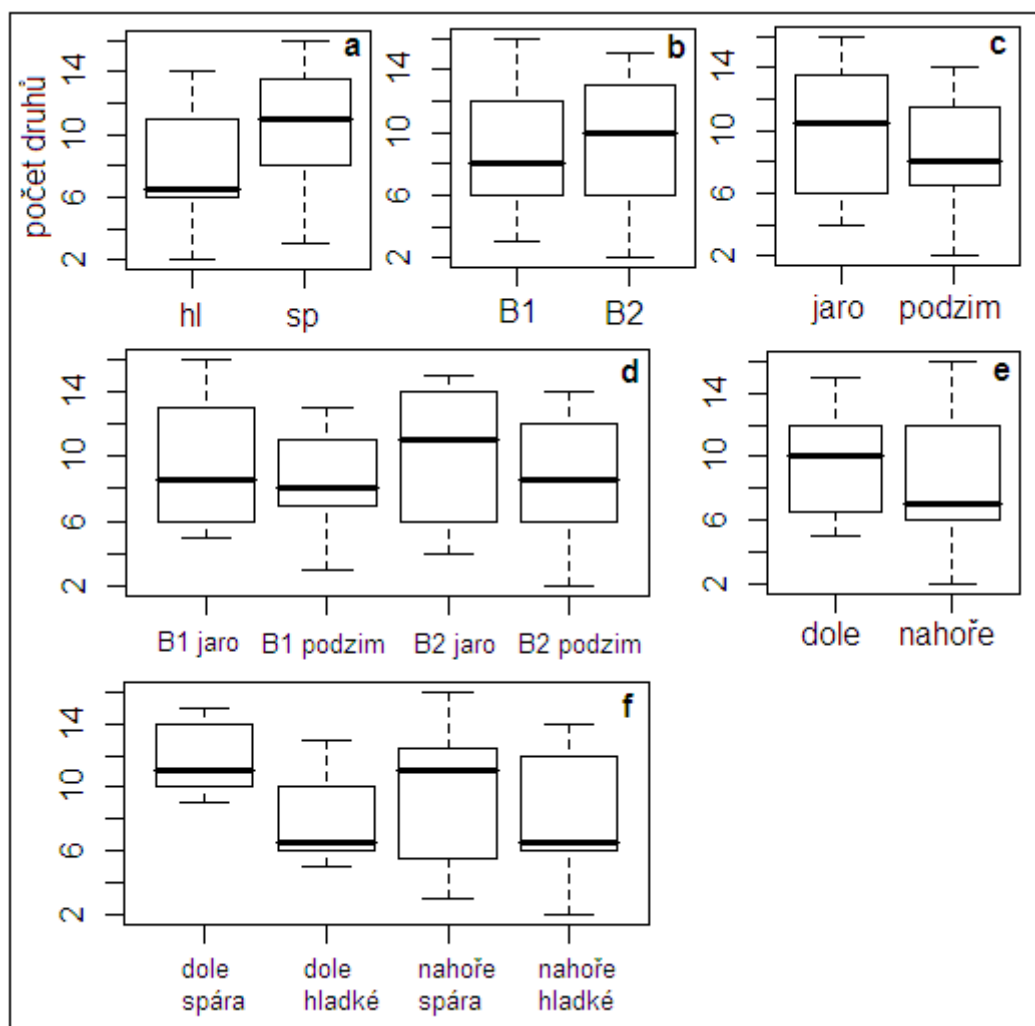 a
počet druhů
2 6 10 14
hl sp
b
2 6 10 14
B1 B2
c
2 6 10 14
jaro podzim
d
2 6 10 14
B1 jaro B1 podzim B2 jaro B2 podzim
e
2 6 10 14
dole nahoře
f
2 6 10 14
dole dole nahoře nahoře
spára hladké spára hladké